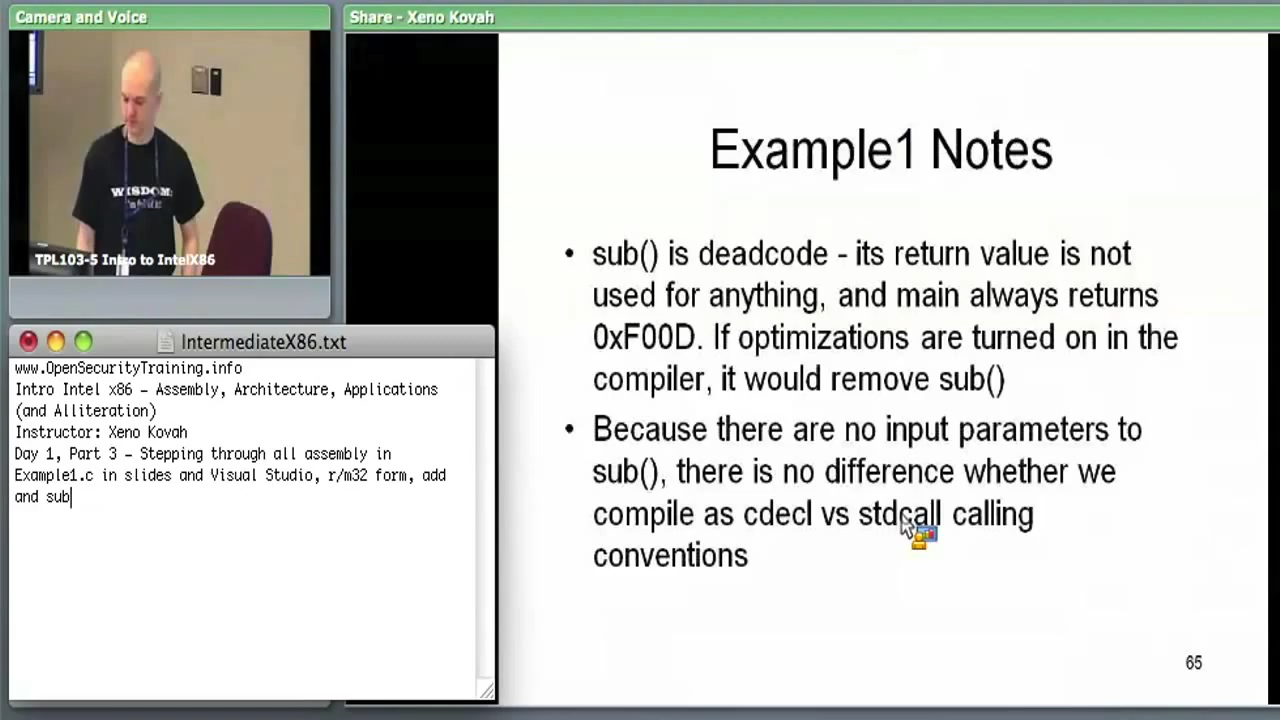 Camera and Voice
WISDOM:
TPL103-5 Intro to IntelX86
IntermediateX86.txt
www.OpenSecurityTraining.info
Intro Intel x86 – Assembly, Architecture, Applications
(and Alliteration)
Instructor: Xeno Kovah
Day 1, Part 3 – Stepping through all assembly in
Example1.c in slides and Visual Studio, r/m32 form, add
and sub
Share - Xeno Kovah
Example1 Notes
• sub() is deadcode - its return value is not
used for anything, and main always returns
0xF00D. If optimizations are turned on in the
compiler, it would remove sub()
• Because there are no input parameters to
sub(), there is no difference whether we
compile as cdecl vs stdcall calling
conventions
65